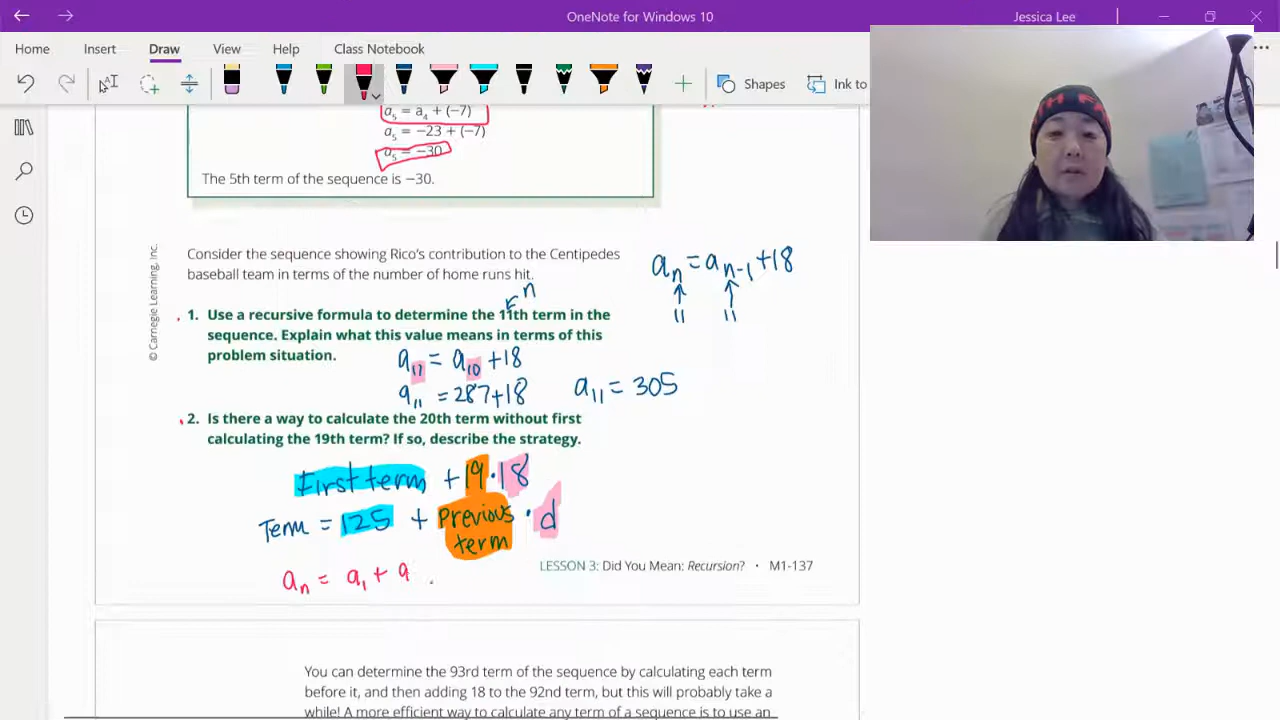 OneNote for Windows 10
Jessica Lee
Home Insert Draw View Help Class Notebook
Shapes
Ink to
a₅ = a₄ + (−7)
a₅ = −23 + (−7)
a₅ = −30
The 5th term of the sequence is −30.
Consider the sequence showing Rico's contribution to the Centipedes
baseball team in terms of the number of home runs hit.
aₙ = aₙ₋₁ + 18
n
11 11
1. Use a recursive formula to determine the 11th term in the
sequence. Explain what this value means in terms of this
problem situation.
a₁₁ = a₁₀ + 18
a₁₁ = 287 + 18 a₁₁ = 305
2. Is there a way to calculate the 20th term without first
calculating the 19th term? If so, describe the strategy.
First term + 19 · 18
Term = 125 + Previous term · d
aₙ = a₁ + a
LESSON 3: Did You Mean: Recursion? • M1-137
© Carnegie Learning, Inc.
You can determine the 93rd term of the sequence by calculating each term
before it, and then adding 18 to the 92nd term, but this will probably take a
while! A more efficient way to calculate any term of a sequence is to use an